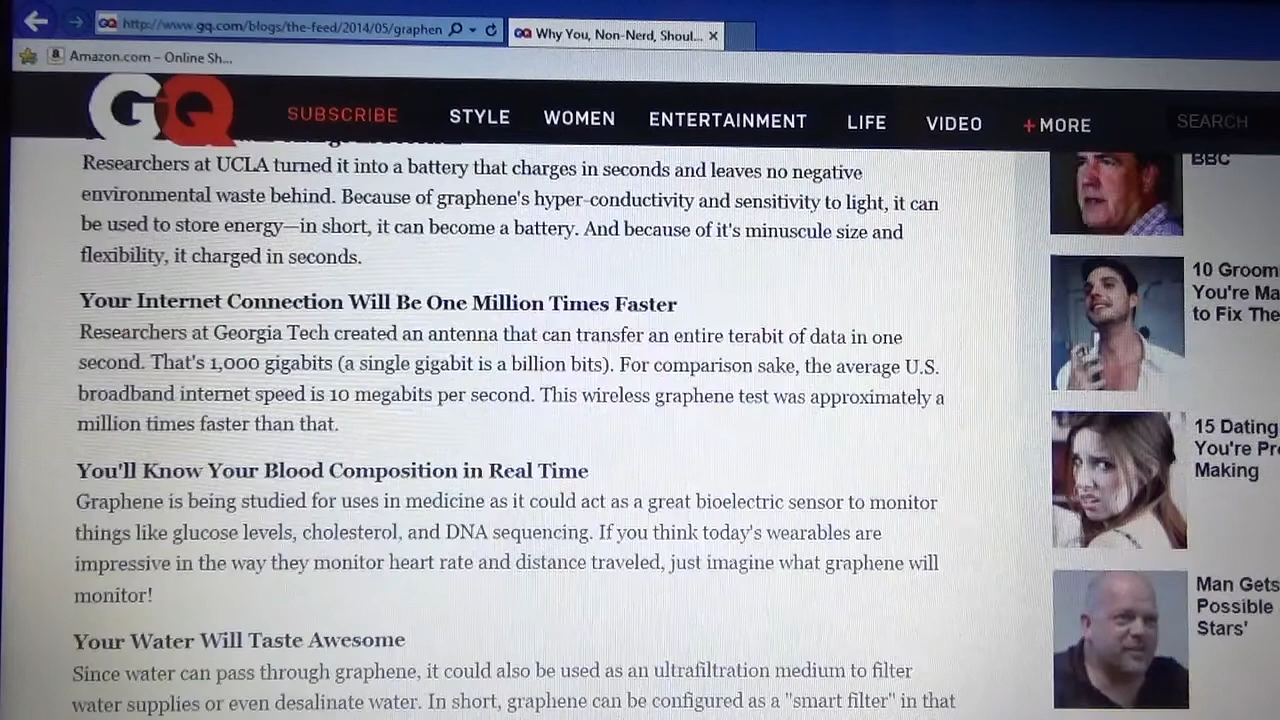 http://www.gq.com/blogs/the-feed/2014/05/graphen
GQ Why You, Non-Nerd, Shoul...
Amazon.com – Online Sh...
GQ
SUBSCRIBE STYLE WOMEN ENTERTAINMENT LIFE VIDEO +MORE SEARCH
Researchers at UCLA turned it into a battery that charges in seconds and leaves no negative
environmental waste behind. Because of graphene's hyper-conductivity and sensitivity to light, it can
be used to store energy—in short, it can become a battery. And because of it's minuscule size and
flexibility, it charged in seconds.
Your Internet Connection Will Be One Million Times Faster
Researchers at Georgia Tech created an antenna that can transfer an entire terabit of data in one
second. That's 1,000 gigabits (a single gigabit is a billion bits). For comparison sake, the average U.S.
broadband internet speed is 10 megabits per second. This wireless graphene test was approximately a
million times faster than that.
You'll Know Your Blood Composition in Real Time
Graphene is being studied for uses in medicine as it could act as a great bioelectric sensor to monitor
things like glucose levels, cholesterol, and DNA sequencing. If you think today's wearables are
impressive in the way they monitor heart rate and distance traveled, just imagine what graphene will
monitor!
Your Water Will Taste Awesome
Since water can pass through graphene, it could also be used as an ultrafiltration medium to filter
water supplies or even desalinate water. In short, graphene can be configured as a "smart filter" in that
BBC
10 Groom
You're Ma
to Fix The
15 Dating
You're Pr
Making
Man Gets
Possible
Stars'